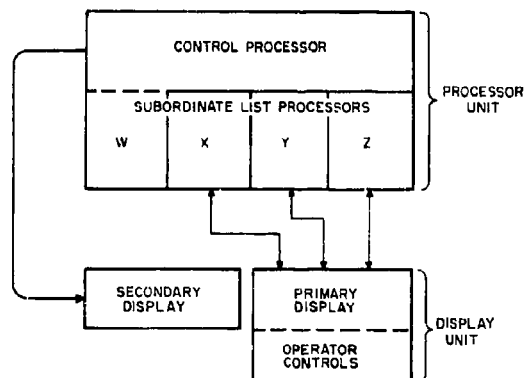 CONTROL PROCESSOR
SUBORDINATE LIST PROCESSORS
W X Y Z
PROCESSOR
UNIT
SECONDARY
DISPLAY
PRIMARY
DISPLAY
OPERATOR
CONTROLS
DISPLAY
UNIT